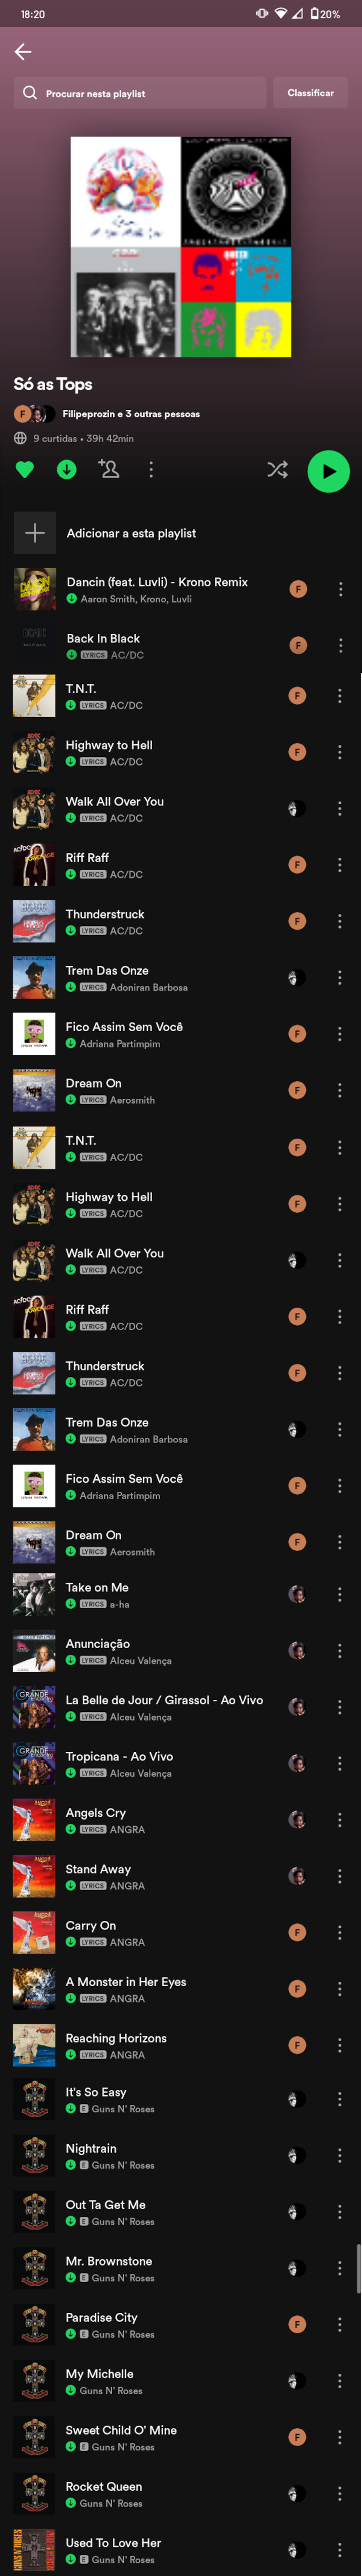 18:20
20%
Procurar nesta playlist
Classificar
Só as Tops
F
Filipeprozin e 3 outras pessoas
9 curtidas • 39h 42min
Adicionar a esta playlist
Dancin (feat. Luvli) - Krono Remix
Aaron Smith, Krono, Luvli
F
Back In Black
LYRICS AC/DC
F
T.N.T.
LYRICS AC/DC
F
Highway to Hell
LYRICS AC/DC
F
Walk All Over You
LYRICS AC/DC
Riff Raff
LYRICS AC/DC
F
Thunderstruck
LYRICS AC/DC
F
Trem Das Onze
LYRICS Adoniran Barbosa
Fico Assim Sem Você
Adriana Partimpim
F
Dream On
LYRICS Aerosmith
F
T.N.T.
LYRICS AC/DC
F
Highway to Hell
LYRICS AC/DC
F
Walk All Over You
LYRICS AC/DC
Riff Raff
LYRICS AC/DC
F
Thunderstruck
LYRICS AC/DC
F
Trem Das Onze
LYRICS Adoniran Barbosa
Fico Assim Sem Você
Adriana Partimpim
F
Dream On
LYRICS Aerosmith
F
Take on Me
LYRICS a-ha
Anunciação
LYRICS Alceu Valença
La Belle de Jour / Girassol - Ao Vivo
LYRICS Alceu Valença
Tropicana - Ao Vivo
LYRICS Alceu Valença
Angels Cry
LYRICS ANGRA
Stand Away
LYRICS ANGRA
Carry On
LYRICS ANGRA
F
A Monster in Her Eyes
LYRICS ANGRA
F
Reaching Horizons
LYRICS ANGRA
F
It's So Easy
E Guns N' Roses
Nightrain
E Guns N' Roses
Out Ta Get Me
E Guns N' Roses
Mr. Brownstone
E Guns N' Roses
Paradise City
E Guns N' Roses
F
My Michelle
Guns N' Roses
Sweet Child O' Mine
E Guns N' Roses
F
Rocket Queen
Guns N' Roses
Used To Love Her
E Guns N' Roses